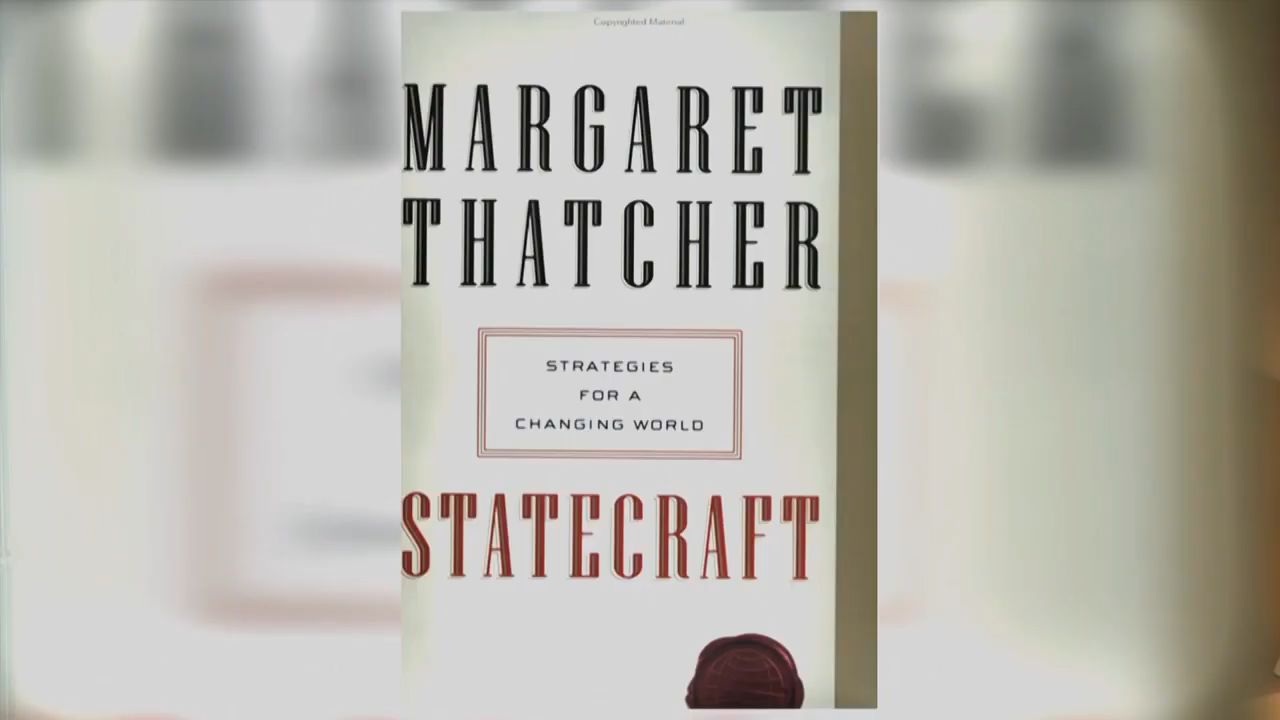 Copyrighted Material
MARGARET
THATCHER
STRATEGIES
FOR A
CHANGING WORLD
STATECRAFT